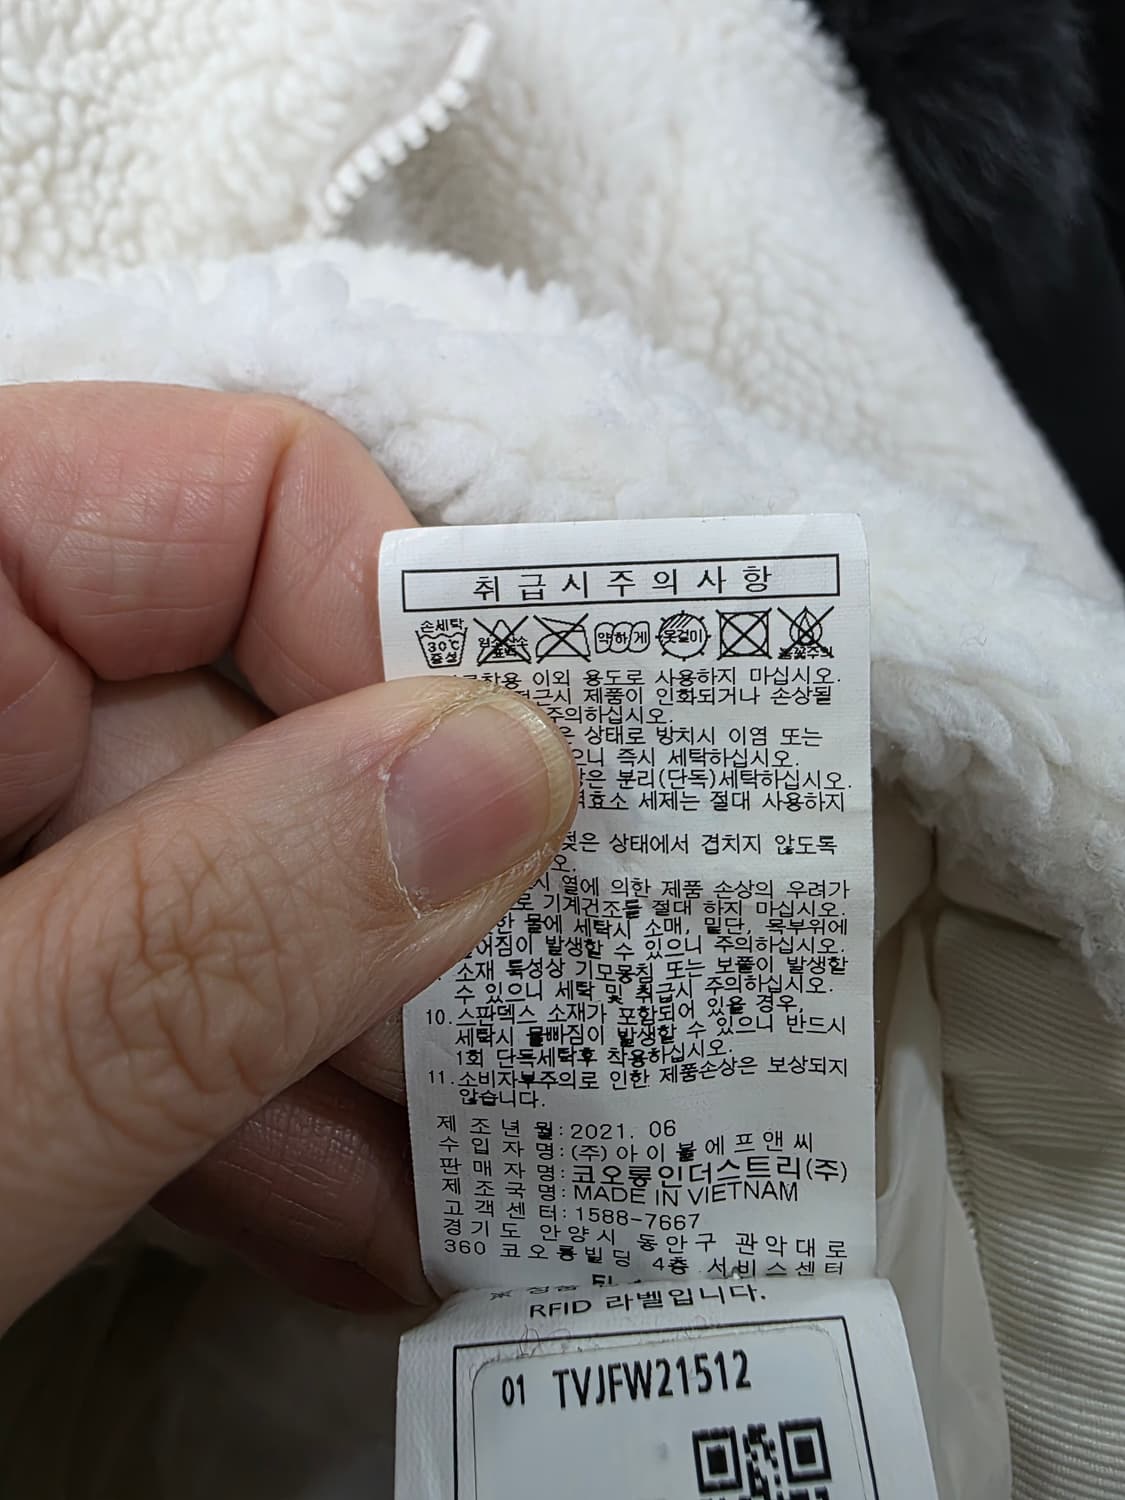 취급시주의사항
손세탁
30℃
중성
약하게
옷걸이
이외 용도로 사용하지 마십시오.
제품이 인화되거나 손상될
주의하십시오.
상태로 방치시 이염 또는
즉시 세탁하십시오.
분리(단독)세탁하십시오.
세제는 절대 사용하지
젖은 상태에서 겹치지 않도록
열에 의한 제품 손상의 우려가
기계건조를 절대 하지 마십시오.
물에 세탁시 소매, 밑단, 목부위에
발생할 수 있으니 주의하십시오.
소재 특성상 기모뭉침 또는 보풀이 발생할
수 있으니 세탁 및 취급시 주의하십시오.
10. 스판덱스 소재가 포함되어 있을 경우,
세탁시 물빠짐이 발생할 수 있으니 반드시
1회 단독세탁후 착용하십시오.
11. 소비자부주의로 인한 제품손상은 보상되지
않습니다.
제조년월: 2021. 06
수입자명: (주)아이볼에프앤씨
판매자명: 코오롱인더스트리(주)
제조국명: MADE IN VIETNAM
고객센터: 1588-7667
경기도 안양시 동안구 관악대로
360 코오롱빌딩 4층 서비스센터
RFID 라벨입니다.
01 TVJFW21512